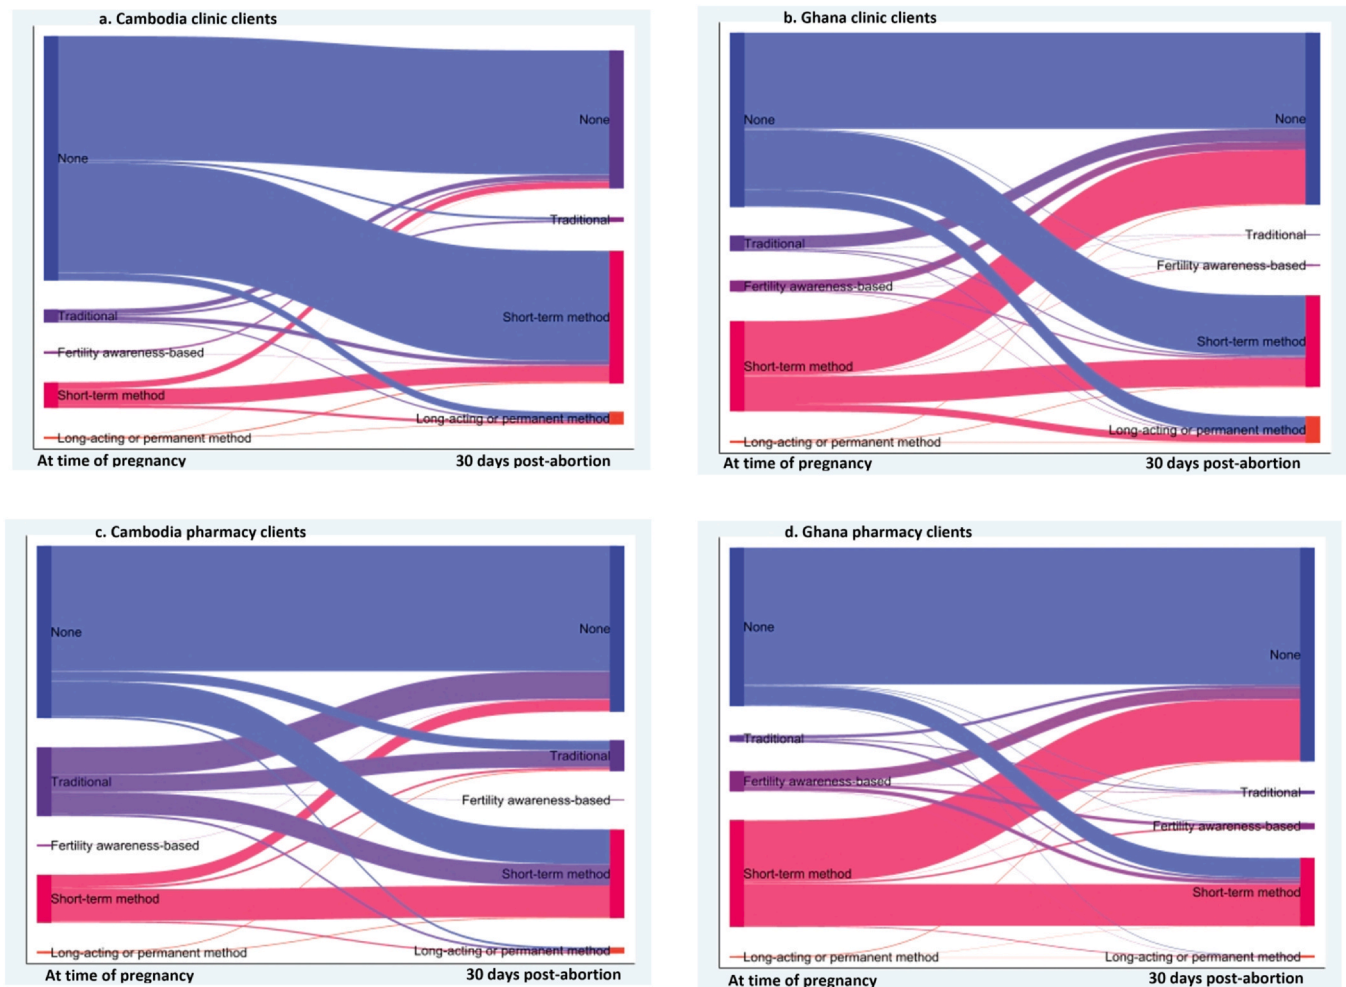 a. Cambodia clinic clients
None
None
Traditional
Short-term method
Traditional
Fertility awareness-based
Short-term method
Long-acting or permanent method
Long-acting or permanent method
At time of pregnancy
30 days post-abortion
b. Ghana clinic clients
None
None
Traditional
Traditional
Fertility awareness-based
Fertility awareness-based
Short-term method
Short-term method
Long-acting or permanent method
Long-acting or permanent method
At time of pregnancy
30 days post-abortion
c. Cambodia pharmacy clients
None
None
Traditional
Traditional
Fertility awareness-based
Fertility awareness-based
Short-term method
Short-term method
Long-acting or permanent method
Long-acting or permanent method
At time of pregnancy
30 days post-abortion
d. Ghana pharmacy clients
None
None
Traditional
Fertility awareness-based
Traditional
Fertility awareness-based
Short-term method
Short-term method
Long-acting or permanent method
Long-acting or permanent method
At time of pregnancy
30 days post-abortion